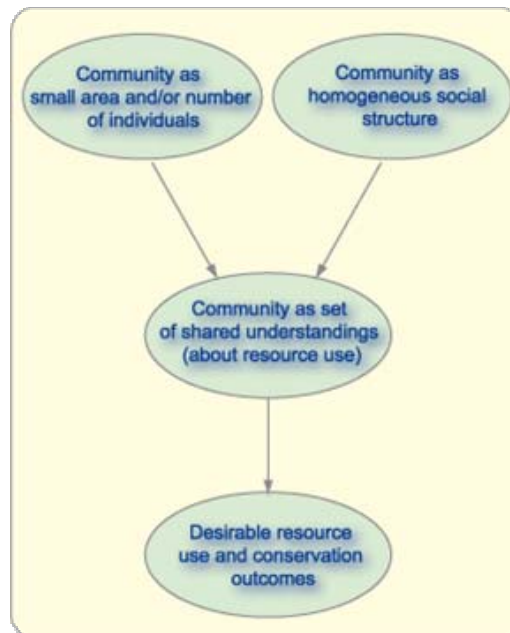 Community as
small area and/or number
of individuals
Community as
homogeneous social
structure
Community as set
of shared understandings
(about resource use)
Desirable resource
use and conservation
outcomes